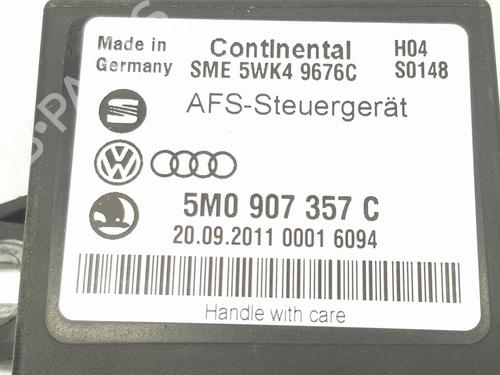 Made in Continental H04
Germany SME 5WK4 9676C S0148
AFS-Steuergerät
5M0 907 357 C
20.09.2011 0001 6094
Handle with care